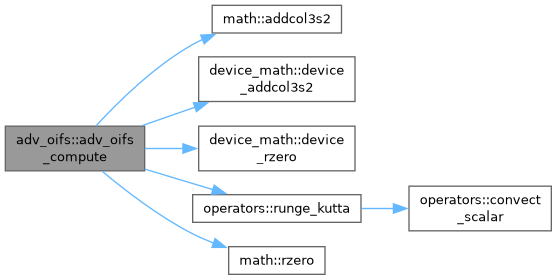 math::addcol3s2
device_math::device
_addcol3s2
adv_oifs::adv_oifs
_compute
device_math::device
_rzero
operators::runge_kutta
operators::convect
_scalar
math::rzero